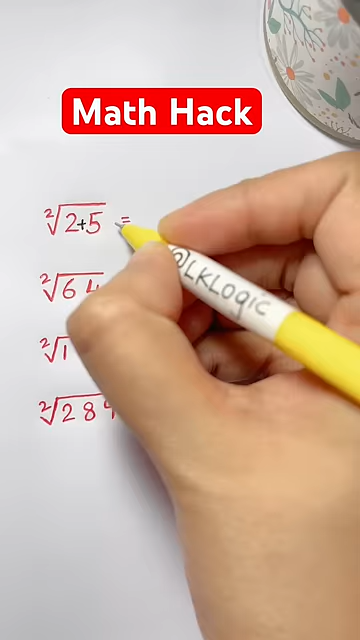 Math Hack
²√2+5 =
@LKLogic
²√64
²√1
²√284